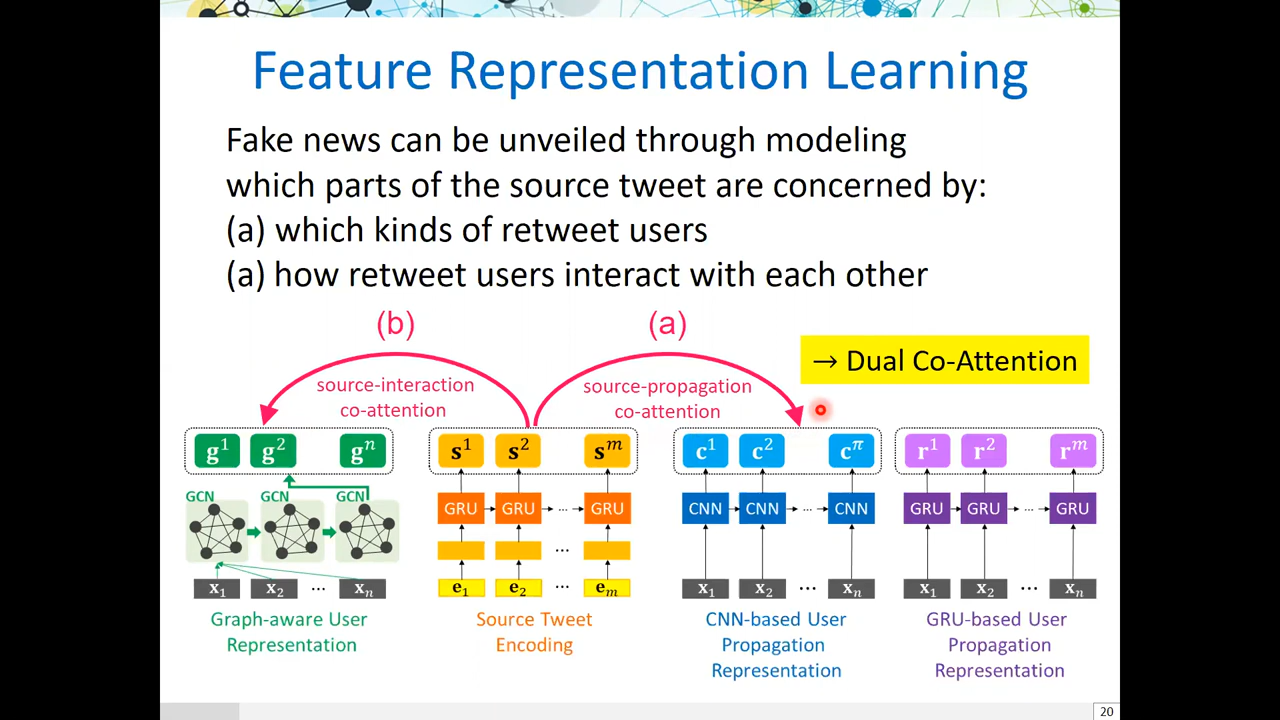 Feature Representation Learning
Fake news can be unveiled through modeling
which parts of the source tweet are concerned by:
(a) which kinds of retweet users
(a) how retweet users interact with each other
(b)
(a)
→ Dual Co-Attention
source-interaction
co-attention
source-propagation
co-attention
g¹ g² gⁿ
s¹ s² sᵐ
c¹ c² c^π
r¹ r² rᵐ
GCN GCN GCN
GRU GRU ... GRU
CNN CNN ... CNN
GRU GRU ... GRU
...
x₁ x₂ ... xₙ
e₁ e₂ ... eₘ
x₁ x₂ ... xₙ
x₁ x₂ ... xₙ
Graph-aware User
Representation
Source Tweet
Encoding
CNN-based User
Propagation
Representation
GRU-based User
Propagation
Representation
20